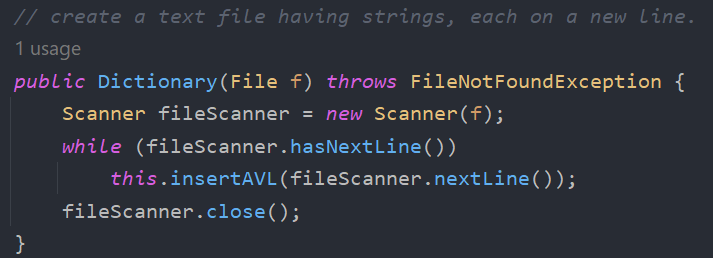 // create a text file having strings, each on a new line.
1 usage
public Dictionary(File f) throws FileNotFoundException {
    Scanner fileScanner = new Scanner(f);
    while (fileScanner.hasNextLine())
        this.insertAVL(fileScanner.nextLine());
    fileScanner.close();
}